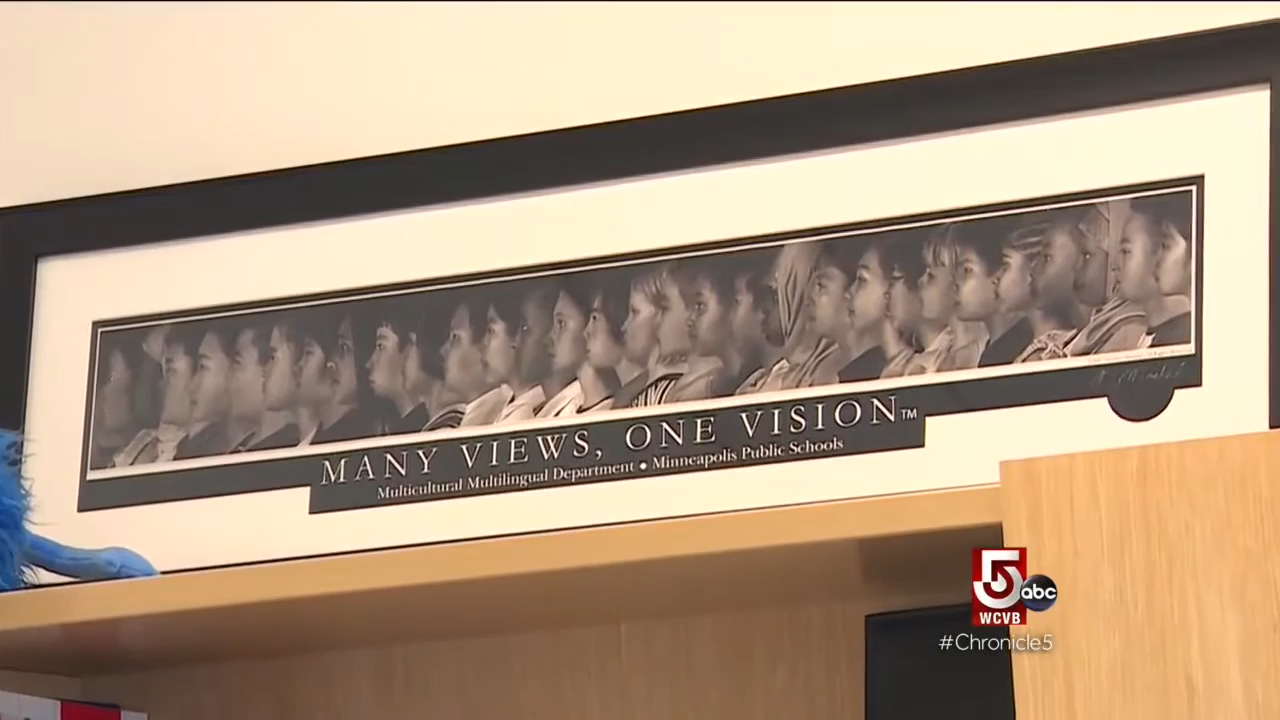 MANY VIEWS, ONE VISION™
Multicultural Multilingual Department • Minneapolis Public Schools
5 abc
WCVB
#Chronicle5